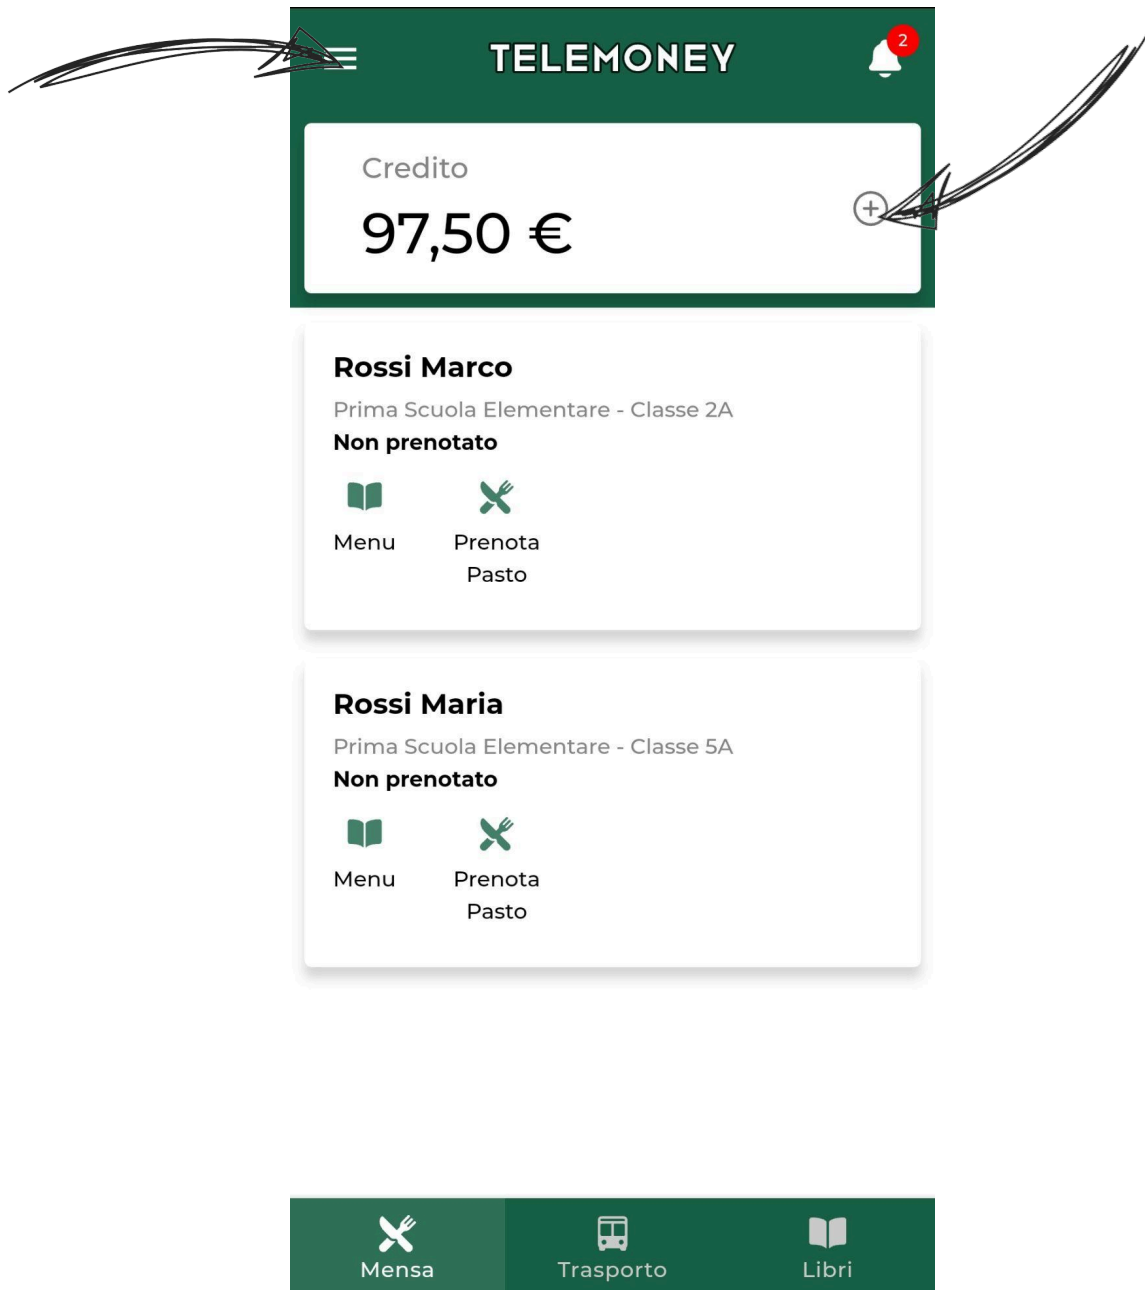 TELEMONEY
2
Credito
97,50 €
Rossi Marco
Prima Scuola Elementare - Classe 2A
Non prenotato
Menu
Prenota
Pasto
Rossi Maria
Prima Scuola Elementare - Classe 5A
Non prenotato
Menu
Prenota
Pasto
Mensa
Trasporto
Libri